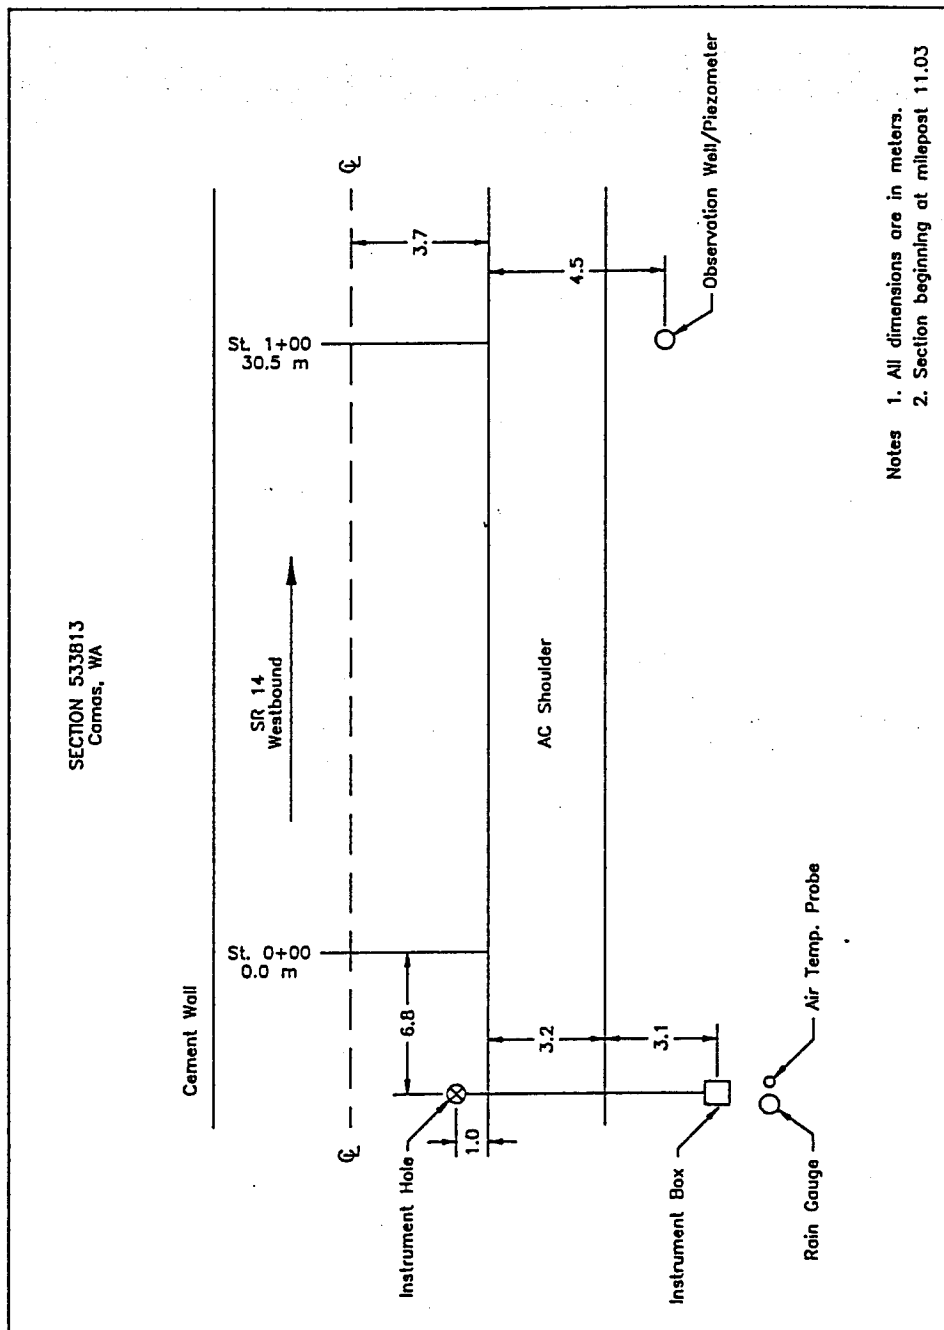 SECTION 533813
Camas, WA
Cement Wall
SR 14
Westbound
St. 0+00
0.0 m
St. 1+00
30.5 m
℄
℄
6.8
3.7
Instrument Hole
1.0
AC Shoulder
3.2
4.5
3.1
Instrument Box
Observation Well/Piezometer
Rain Gauge
Air Temp. Probe
Notes 1. All dimensions are in meters.
2. Section beginning at milepost 11.03